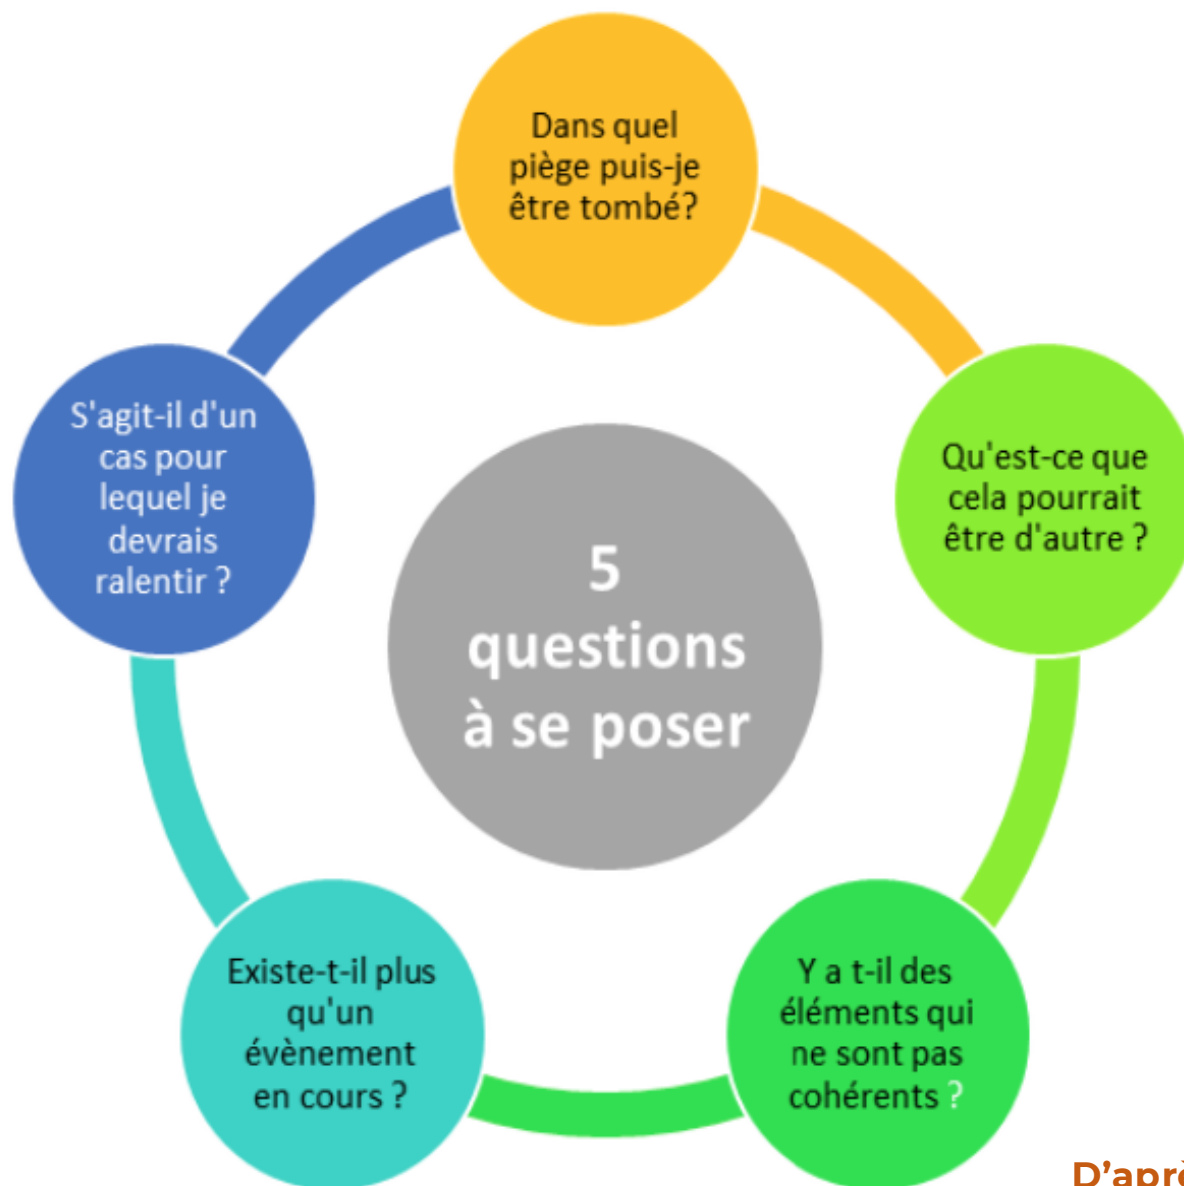 Dans quel
piège puis-je
être tombé?
Qu'est-ce que
cela pourrait
être d'autre ?
Y a t-il des
éléments qui
ne sont pas
cohérents ?
Existe-t-il plus
qu'un
évènement
en cours ?
S'agit-il d'un
cas pour
lequel je
devrais
ralentir ?
5
questions
à se poser
D'aprè